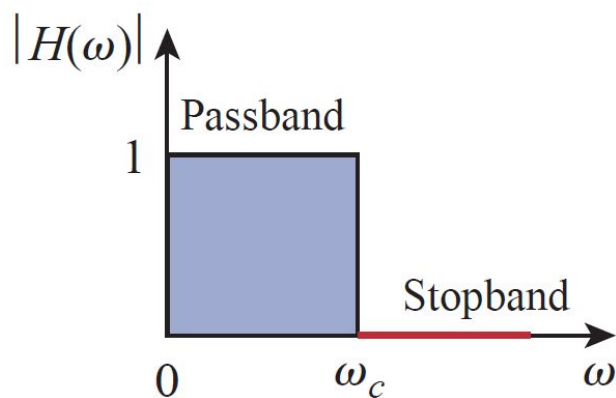 |H(ω)|
Passband
1
Stopband
0
ω_c
ω